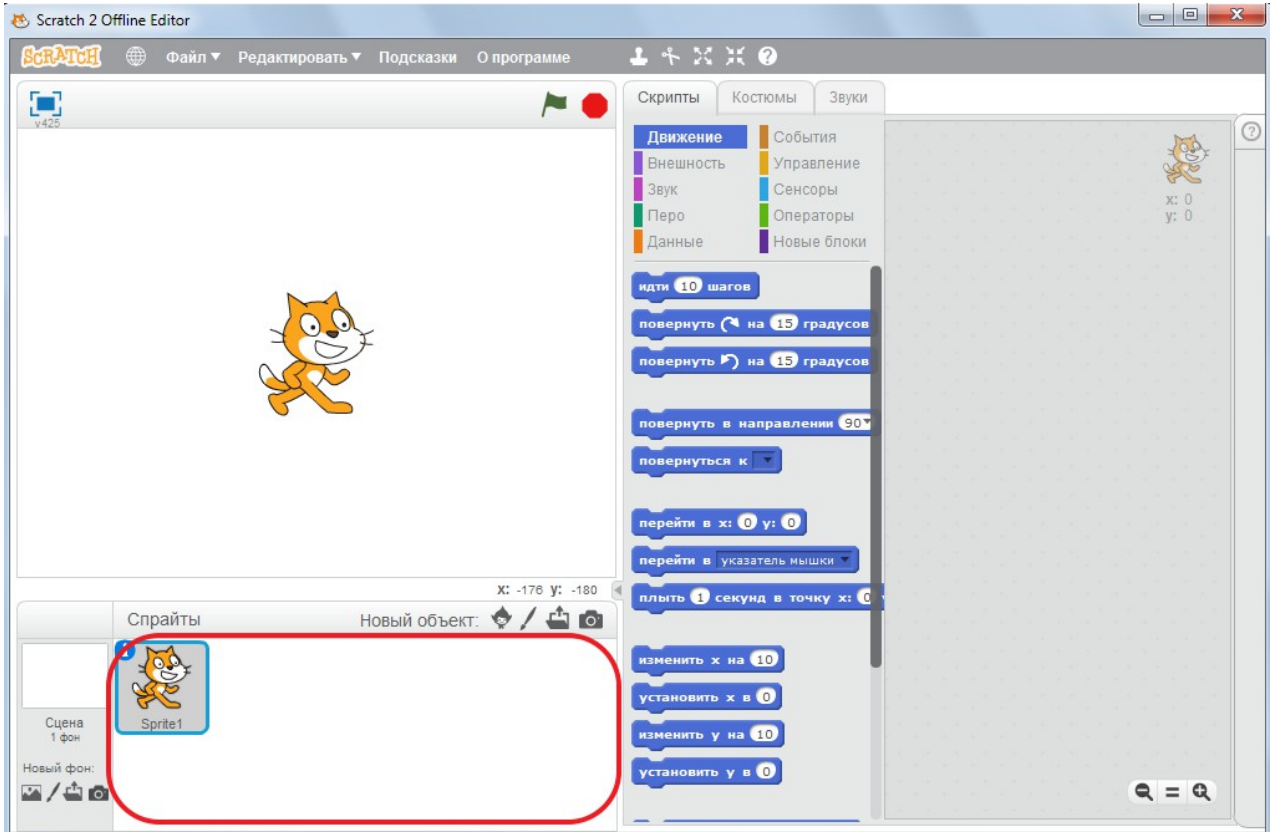 Scratch 2 Offline Editor
SCRATCH Файл Редактировать Подсказки О программе
v425
Скрипты Костюмы Звуки
Движение События
Внешность Управление
Звук Сенсоры
Перо Операторы
Данные Новые блоки
x: 0
y: 0
идти 10 шагов
повернуть на 15 градусов
повернуть на 15 градусов
повернуть в направлении 90
повернуться к
перейти в x: 0 y: 0
перейти в указатель мышки
плыть 1 секунд в точку x: 0
изменить x на 10
установить x в 0
изменить y на 10
установить y в 0
X: -176 y: -180
Спрайты Новый объект:
Sprite1
Сцена
1 фон
Новый фон: